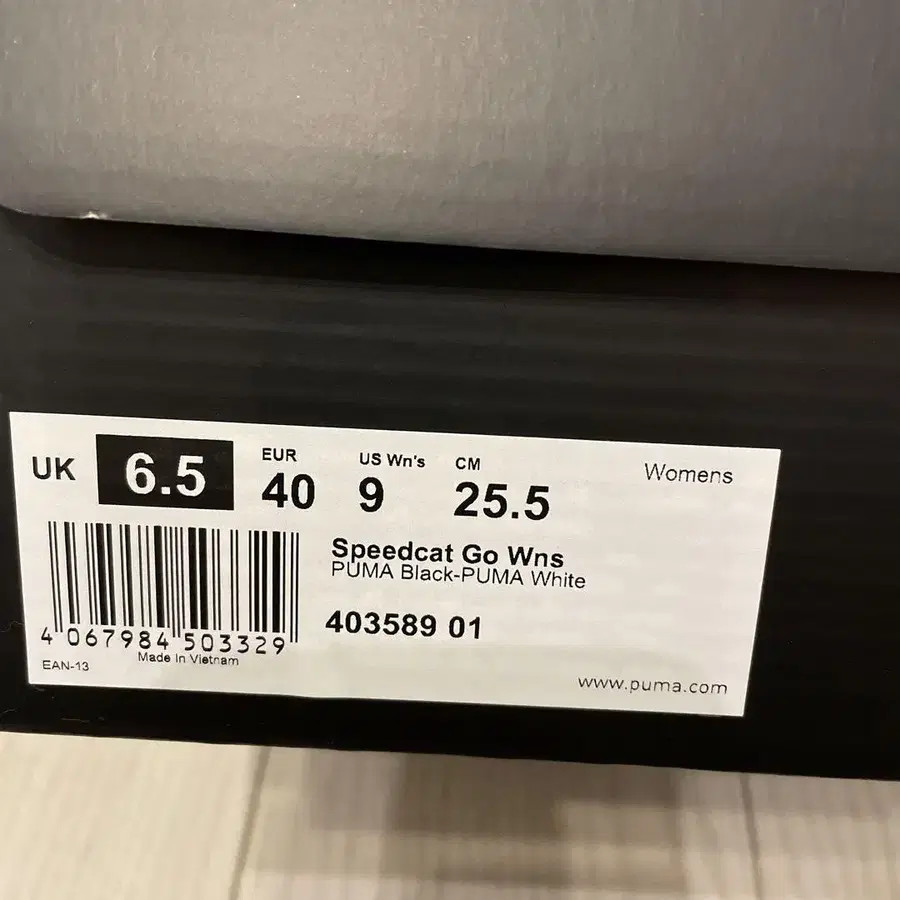 UK 6.5 EUR 40 US Wn's 9 CM 25.5 Womens
Speedcat Go Wns
PUMA Black-PUMA White
403589 01
4 067984 503329
Made In Vietnam
EAN-13
www.puma.com